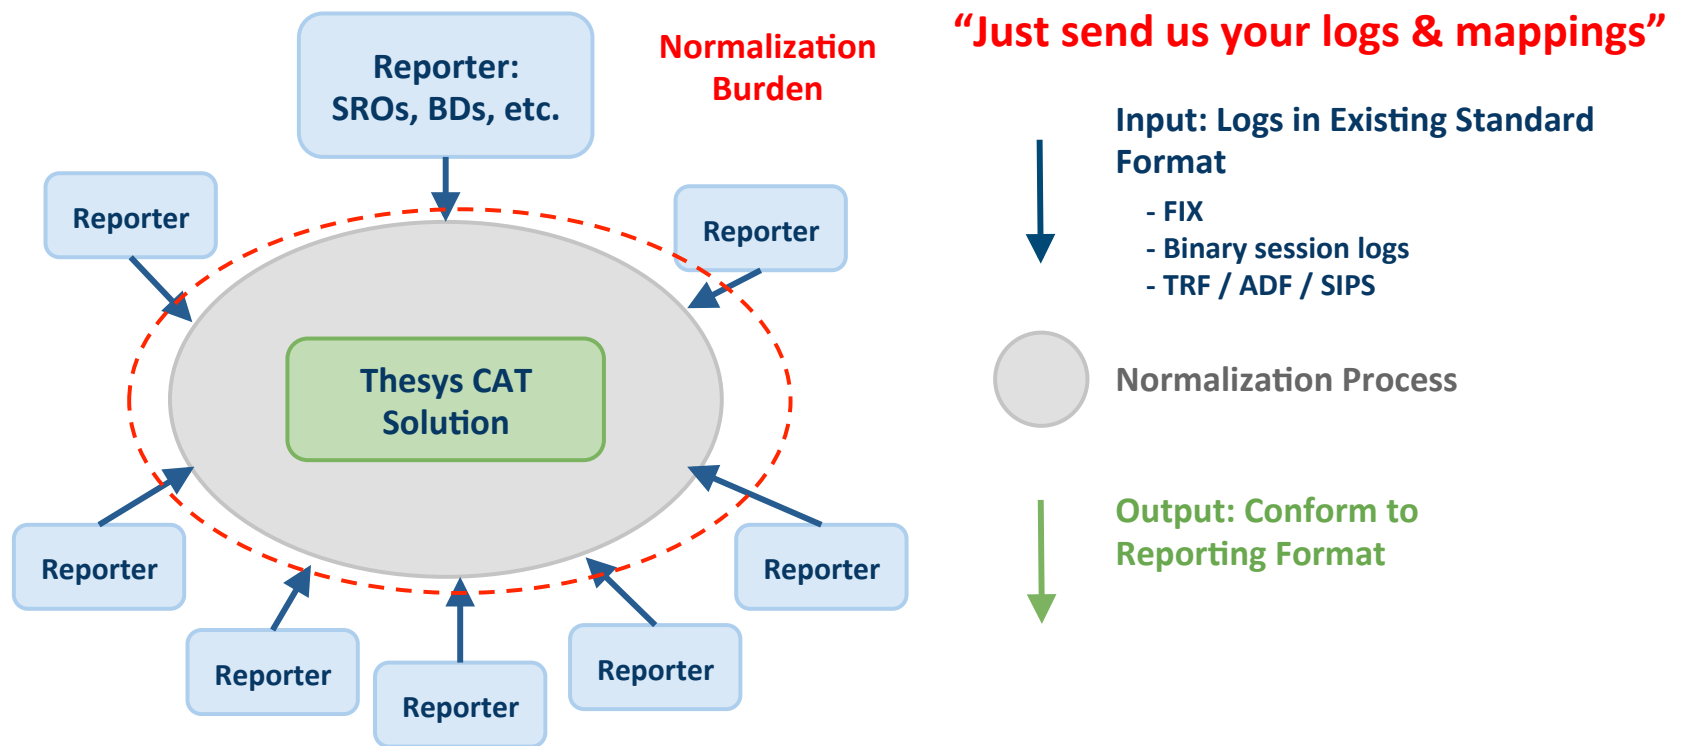 Reporter:
SROs, BDs, etc.
Normalization
Burden
Reporter
Reporter
Thesys CAT
Solution
Reporter
Reporter
Reporter
Reporter
Reporter
“Just send us your logs & mappings”
Input: Logs in Existing Standard
Format
- FIX
- Binary session logs
- TRF / ADF / SIPS
Normalization Process
Output: Conform to
Reporting Format